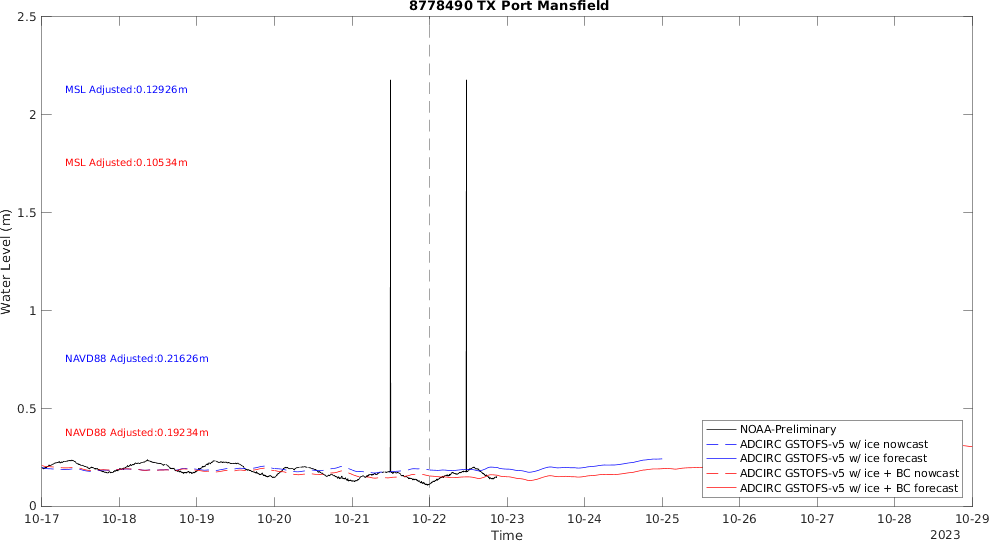 8778490 TX Port Mansfield
Water Level (m)
2.5
2
1.5
1
0.5
0
MSL Adjusted:0.12926m
MSL Adjusted:0.10534m
NAVD88 Adjusted:0.21626m
NAVD88 Adjusted:0.19234m
NOAA-Preliminary
ADCIRC GSTOFS-v5 w/ ice nowcast
ADCIRC GSTOFS-v5 w/ ice forecast
ADCIRC GSTOFS-v5 w/ ice + BC nowcast
ADCIRC GSTOFS-v5 w/ ice + BC forecast
10-17 10-18 10-19 10-20 10-21 10-22 10-23 10-24 10-25 10-26 10-27 10-28 10-29
Time
2023